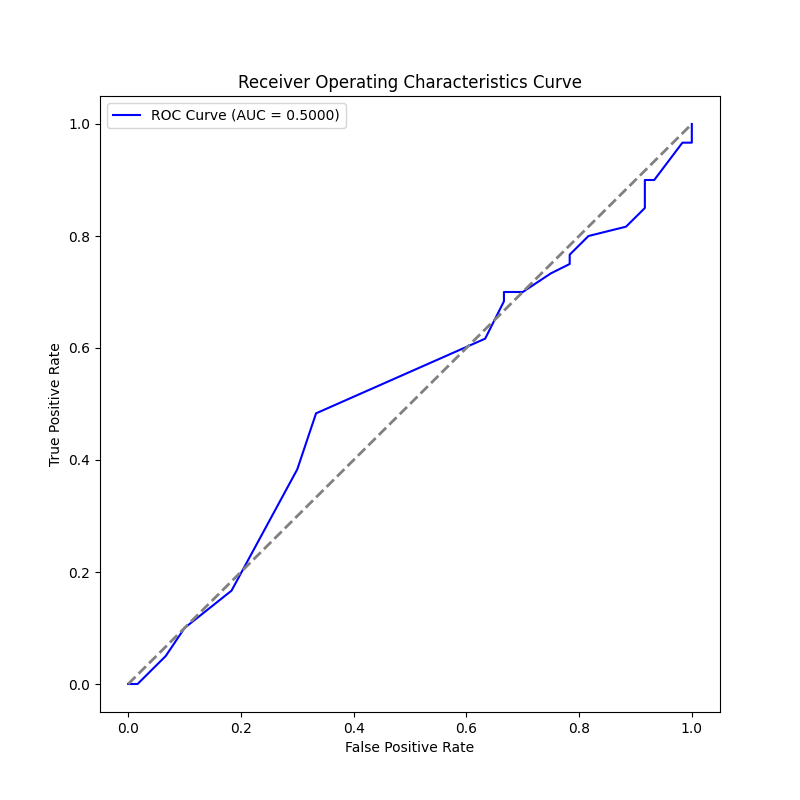 Receiver Operating Characteristics Curve
ROC Curve (AUC = 0.5000)
True Positive Rate
1.0
0.8
0.6
0.4
0.2
0.0
0.0 0.2 0.4 0.6 0.8 1.0
False Positive Rate